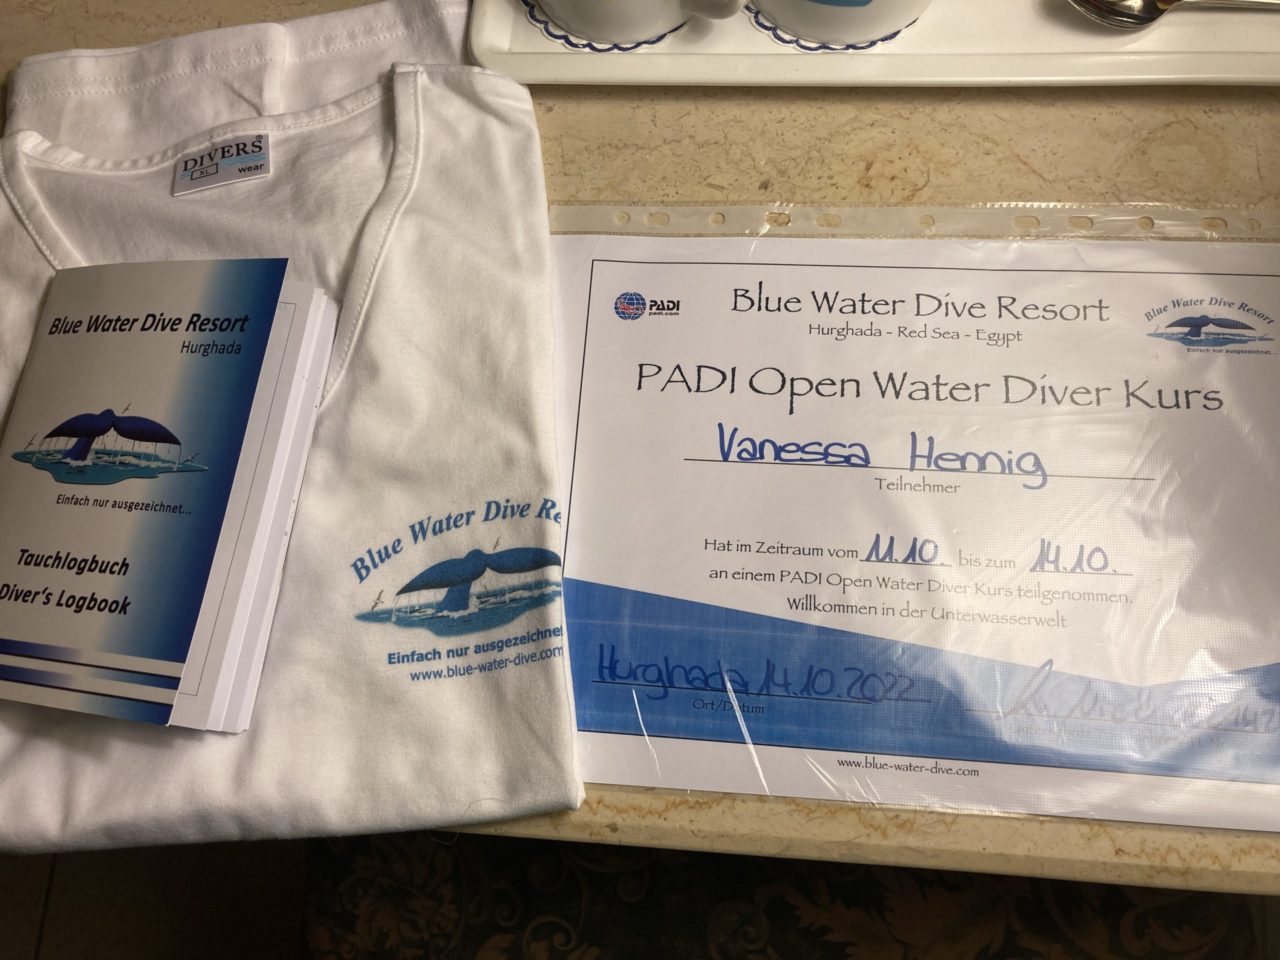 DIVERS
XL
wear
Blue Water Dive Resort
Hurghada
Einfach nur ausgezeichnet...
Tauchlogbuch
Diver's Logbook
Blue Water Dive Re
Einfach nur ausgezeichnet
www.blue-water-dive.com
PADI
padi.com
Blue Water Dive Resort
Hurghada - Red Sea - Egypt
Blue Water Dive Resort
Einfach nur ausgezeichnet...
PADI Open Water Diver Kurs
Vanessa Hennig
Teilnehmer
Hat im Zeitraum vom 11.10. bis zum 14.10.
an einem PADI Open Water Diver Kurs teilgenommen.
Willkommen in der Unterwasserwelt
Hurghada 14.10.2022
Ort/Datum
www.blue-water-dive.com